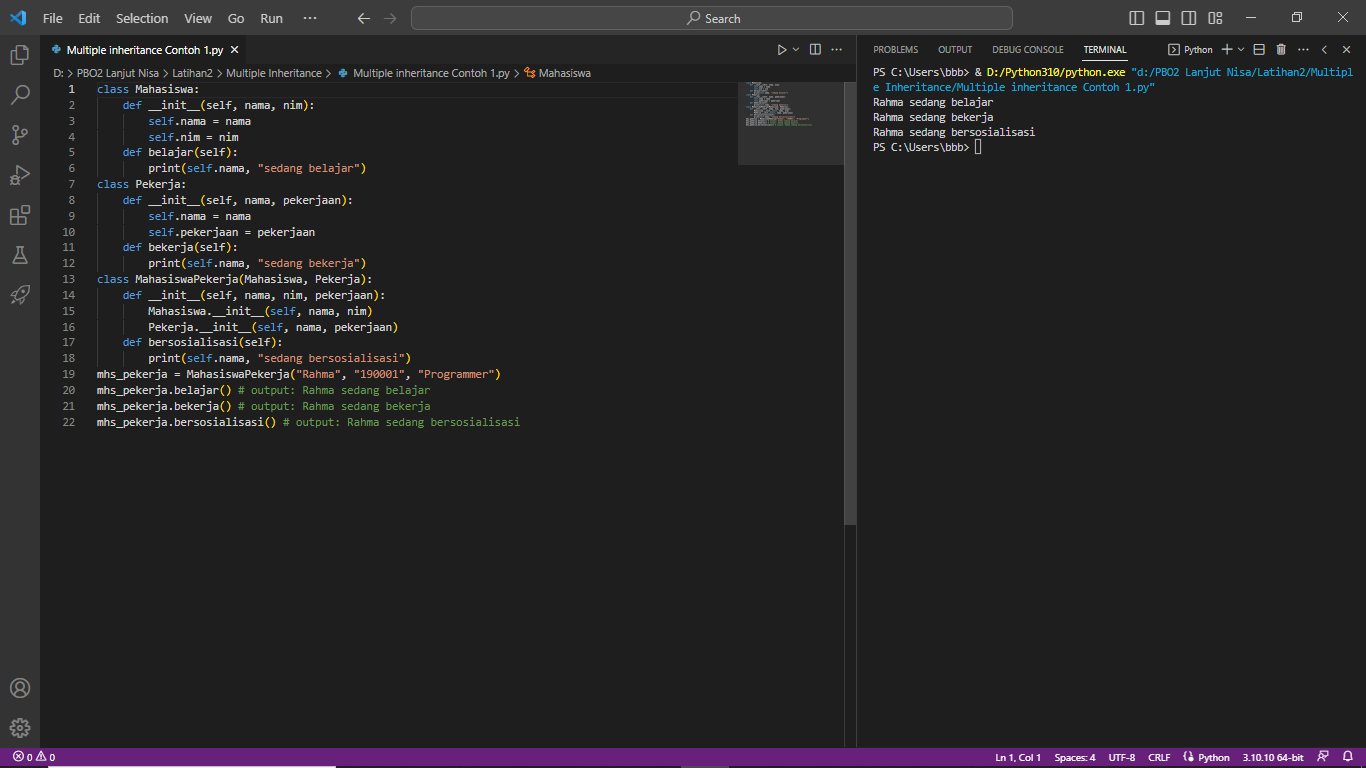 File Edit Selection View Go Run ··· Search
Multiple inheritance Contoh 1.py
D: > PBO2 Lanjut Nisa > Latihan2 > Multiple Inheritance > Multiple inheritance Contoh 1.py > Mahasiswa
1 class Mahasiswa:
2     def __init__(self, nama, nim):
3         self.nama = nama
4         self.nim = nim
5     def belajar(self):
6         print(self.nama, "sedang belajar")
7 class Pekerja:
8     def __init__(self, nama, pekerjaan):
9         self.nama = nama
10         self.pekerjaan = pekerjaan
11     def bekerja(self):
12         print(self.nama, "sedang bekerja")
13 class MahasiswaPekerja(Mahasiswa, Pekerja):
14     def __init__(self, nama, nim, pekerjaan):
15         Mahasiswa.__init__(self, nama, nim)
16         Pekerja.__init__(self, nama, pekerjaan)
17     def bersosialisasi(self):
18         print(self.nama, "sedang bersosialisasi")
19 mhs_pekerja = MahasiswaPekerja("Rahma", "190001", "Programmer")
20 mhs_pekerja.belajar() # output: Rahma sedang belajar
21 mhs_pekerja.bekerja() # output: Rahma sedang bekerja
22 mhs_pekerja.bersosialisasi() # output: Rahma sedang bersosialisasi
PROBLEMS OUTPUT DEBUG CONSOLE TERMINAL Python
PS C:\Users\bbb> & D:/Python310/python.exe "d:/PBO2 Lanjut Nisa/Latihan2/Multipl
e Inheritance/Multiple inheritance Contoh 1.py"
Rahma sedang belajar
Rahma sedang bekerja
Rahma sedang bersosialisasi
PS C:\Users\bbb>
0 0 Ln 1, Col 1 Spaces: 4 UTF-8 CRLF Python 3.10.10 64-bit